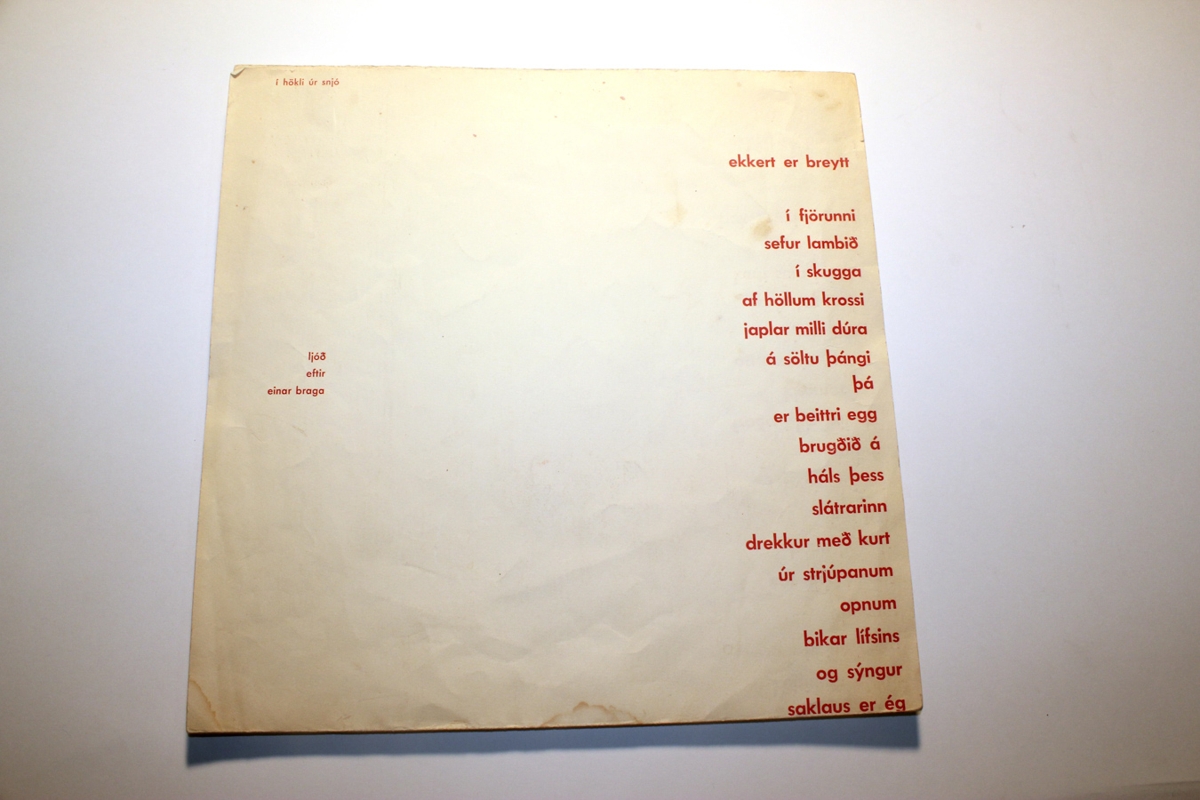 í hökli úr snjó
ljóð
eftir
einar braga
ekkert er breytt
í fjörunni
sefur lambið
í skugga
af höllum krossi
japlar milli dúra
á söltu þángi
þá
er beittri egg
brugðið á
háls þess
slátrarinn
drekkur með kurt
úr strjúpanum
opnum
bikar lífsins
og sýngur
saklaus er ég